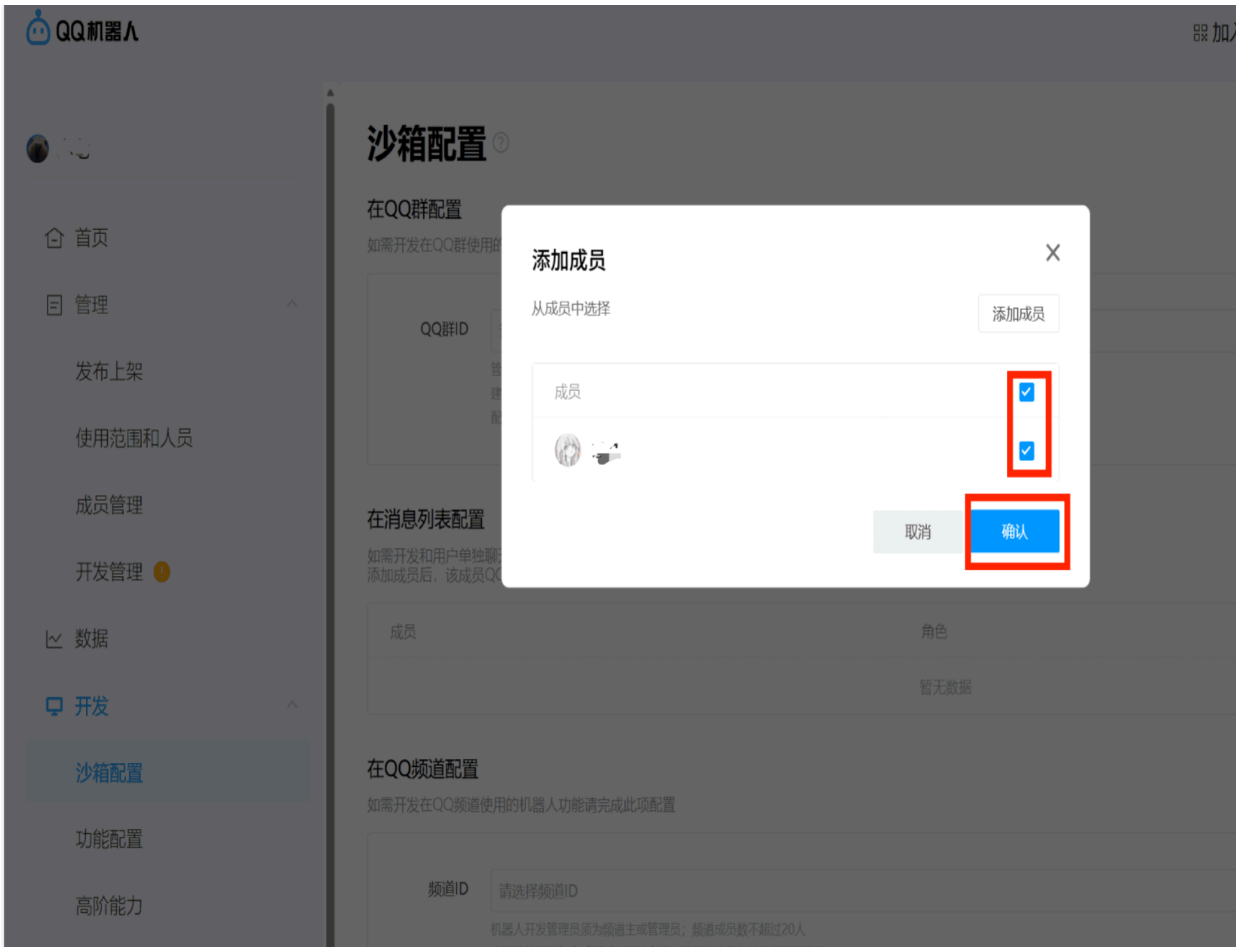 QQ机器人
加入
首页
管理
发布上架
使用范围和人员
成员管理
开发管理
数据
开发
沙箱配置
功能配置
高阶能力
沙箱配置
在QQ群配置
如需开发在QQ群使用的
QQ群ID
管
建
配
添加成员
从成员中选择
添加成员
成员
取消
确认
在消息列表配置
如需开发和用户单独聊
添加成员后，该成员QQ
成员
角色
暂无数据
在QQ频道配置
如需开发在QQ频道使用的机器人功能请完成此项配置
频道ID
请选择频道ID
机器人开发管理员须为频道主或管理员；频道成员数不超过20人